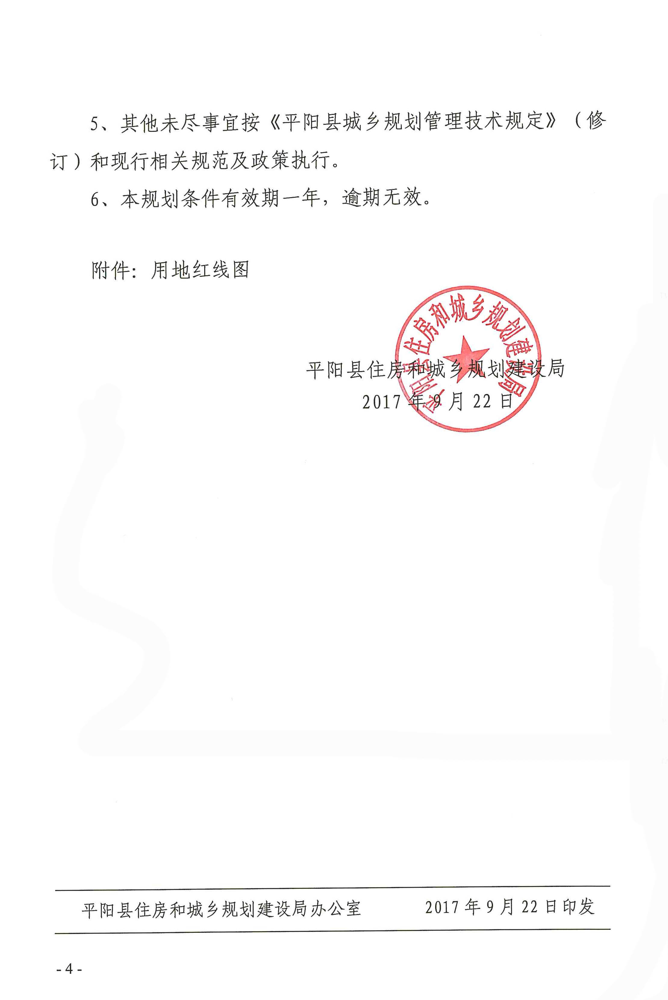 5、其他未尽事宜按《平阳县城乡规划管理技术规定》（修
订）和现行相关规范及政策执行。
6、本规划条件有效期一年，逾期无效。
附件：用地红线图
平阳县住房和城乡规划建设局
平阳县住房和城乡规划建设局
2017年9月22日
平阳县住房和城乡规划建设局办公室 2017年9月22日印发
-4-